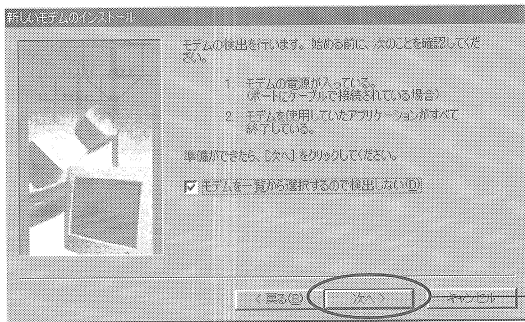 新しいモデムのインストール
モデムの検出を行います。始める前に、次のことを確認してくだ
さい。
1. モデムの電源が入っている。
(ポートにケーブルで接続されている場合)
2. モデムを使用していたアプリケーションがすべて
終了している。
準備ができたら、[次へ] をクリックしてください。
モデムを一覧から選択するので検出しない(D)
< 戻る(B)
次へ >
キャンセル